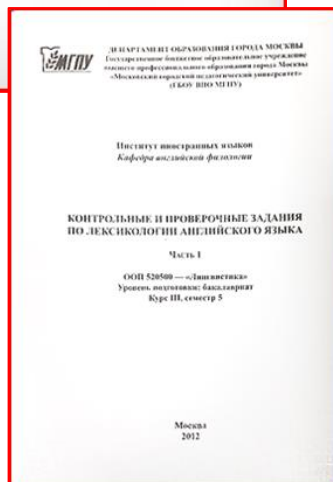 МГПУ
ДЕПАРТАМЕНТ ОБРАЗОВАНИЯ ГОРОДА МОСКВЫ
Государственное бюджетное образовательное учреждение
высшего профессионального образования города Москвы
«Московский городской педагогический университет»
(ГБОУ ВПО МГПУ)
Институт иностранных языков
Кафедра английской филологии
КОНТРОЛЬНЫЕ И ПРОВЕРОЧНЫЕ ЗАДАНИЯ
ПО ЛЕКСИКОЛОГИИ АНГЛИЙСКОГО ЯЗЫКА
Часть 1
ООП 520500 — «Лингвистика»
Уровень подготовки: бакалавриат
Курс III, семестр 5
Москва
2012